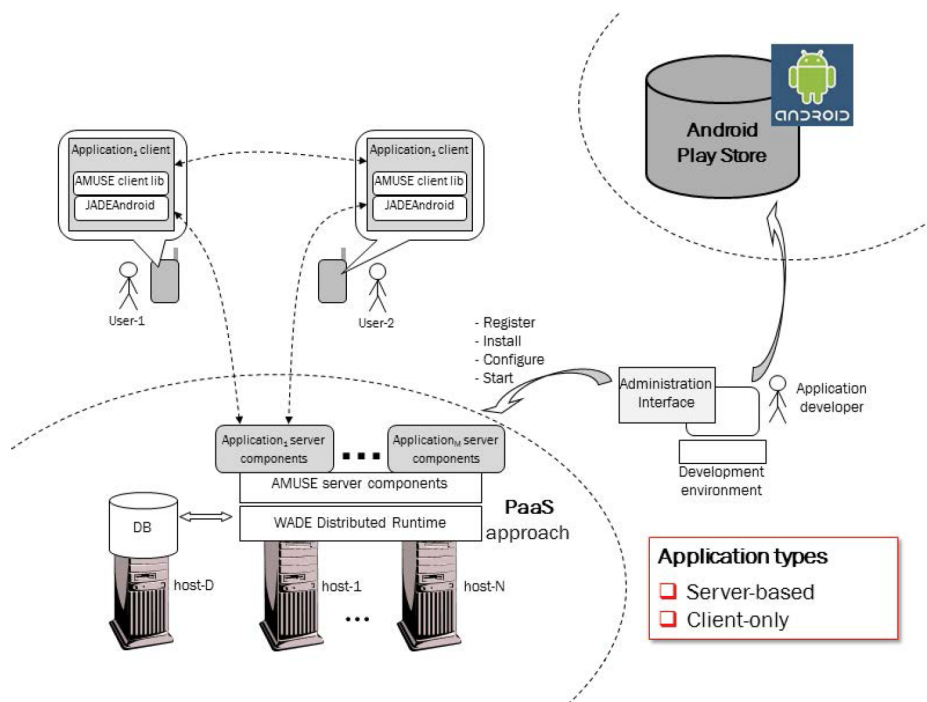 Android
Play Store
ANDROID
Application₁ client
AMUSE client lib
JADEAndroid
Application₁ client
AMUSE client lib
JADEAndroid
User-1
User-2
- Register
- Install
- Configure
- Start
Administration
Interface
Application
developer
Development
environment
Application₁ server
components
Application_M server
components
AMUSE server components
WADE Distributed Runtime
PaaS
approach
DB
host-D
host-1
host-N
Application types
Server-based
Client-only